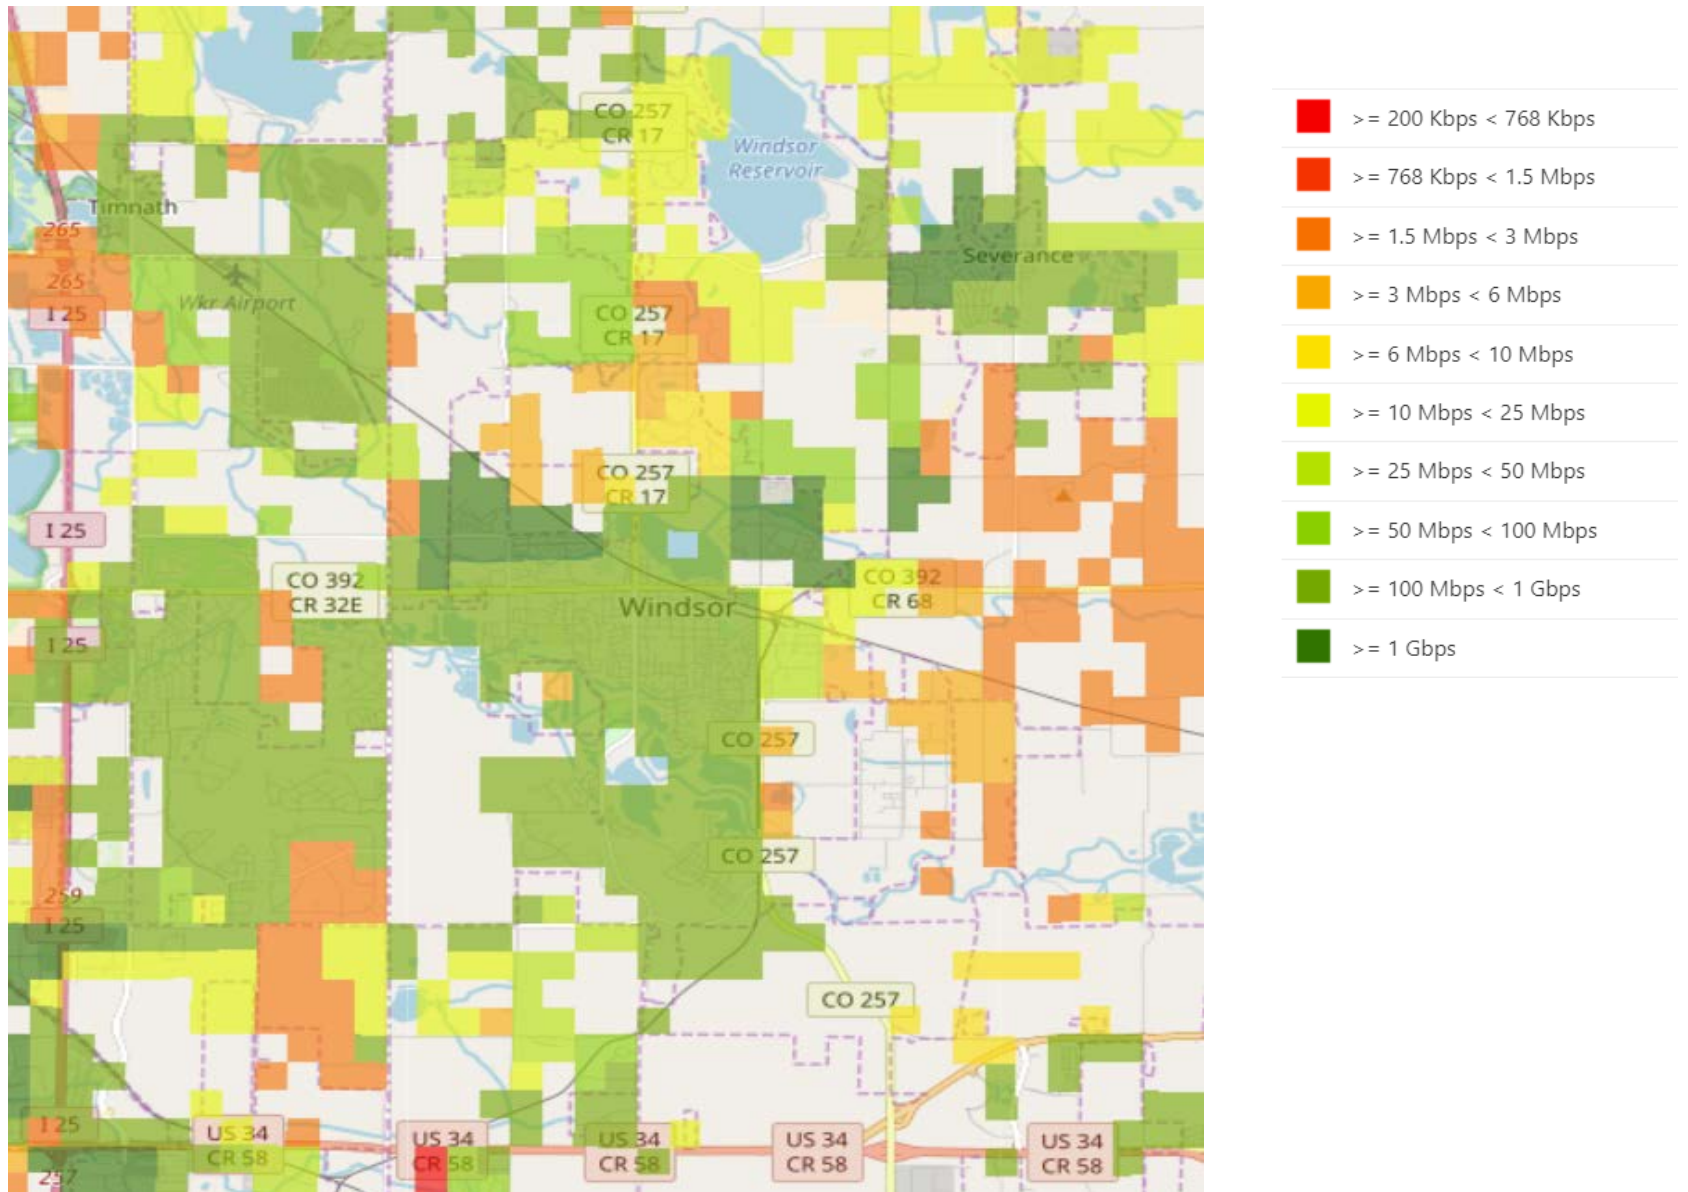 CO 257
CR 17
Windsor
Reservoir
Timnath
265
Severance
265
Wkr Airport
I 25
CO 257
CR 17
CO 257
CR 17
I 25
CO 392
CR 32E
CO 392
CR 68
Windsor
I 25
CO 257
CO 257
259
I 25
CO 257
I 25
US 34
CR 58
US 34
CR 58
US 34
CR 58
US 34
CR 58
US 34
CR 58
257
>= 200 Kbps < 768 Kbps
>= 768 Kbps < 1.5 Mbps
>= 1.5 Mbps < 3 Mbps
>= 3 Mbps < 6 Mbps
>= 6 Mbps < 10 Mbps
>= 10 Mbps < 25 Mbps
>= 25 Mbps < 50 Mbps
>= 50 Mbps < 100 Mbps
>= 100 Mbps < 1 Gbps
>= 1 Gbps